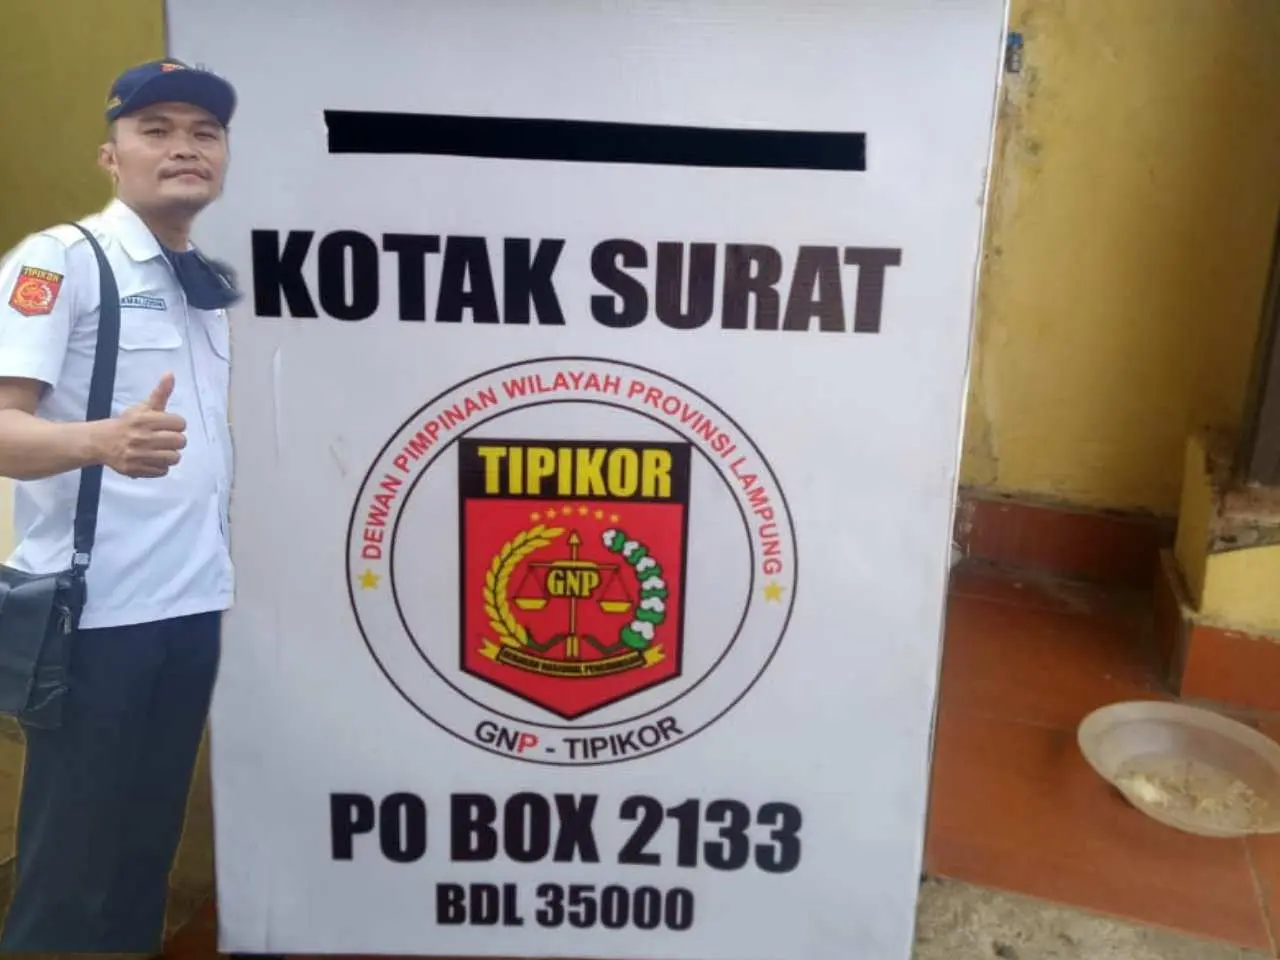 KOTAK SURAT
DEWAN PIMPINAN WILAYAH PROVINSI LAMPUNG
TIPIKOR
GNP
GNP - TIPIKOR
PO BOX 2133
BDL 35000
TIPIKOR